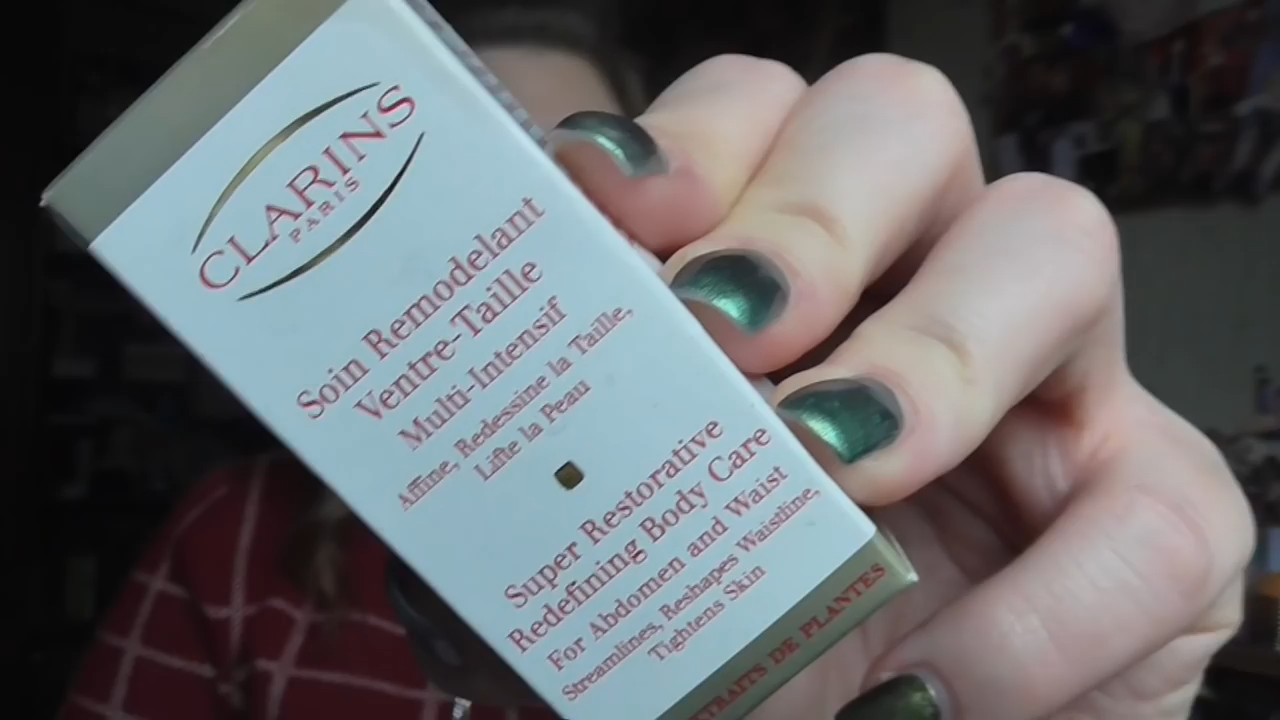 CLARINS
PARIS
Soin Remodelant
Ventre-Taille
Multi-Intensif
Affine, Redessine la Taille,
Lifte la Peau
Super Restorative
Redefining Body Care
For Abdomen and Waist
Streamlines, Reshapes Waistline,
Tightens Skin
EXTRAITS DE PLANTES